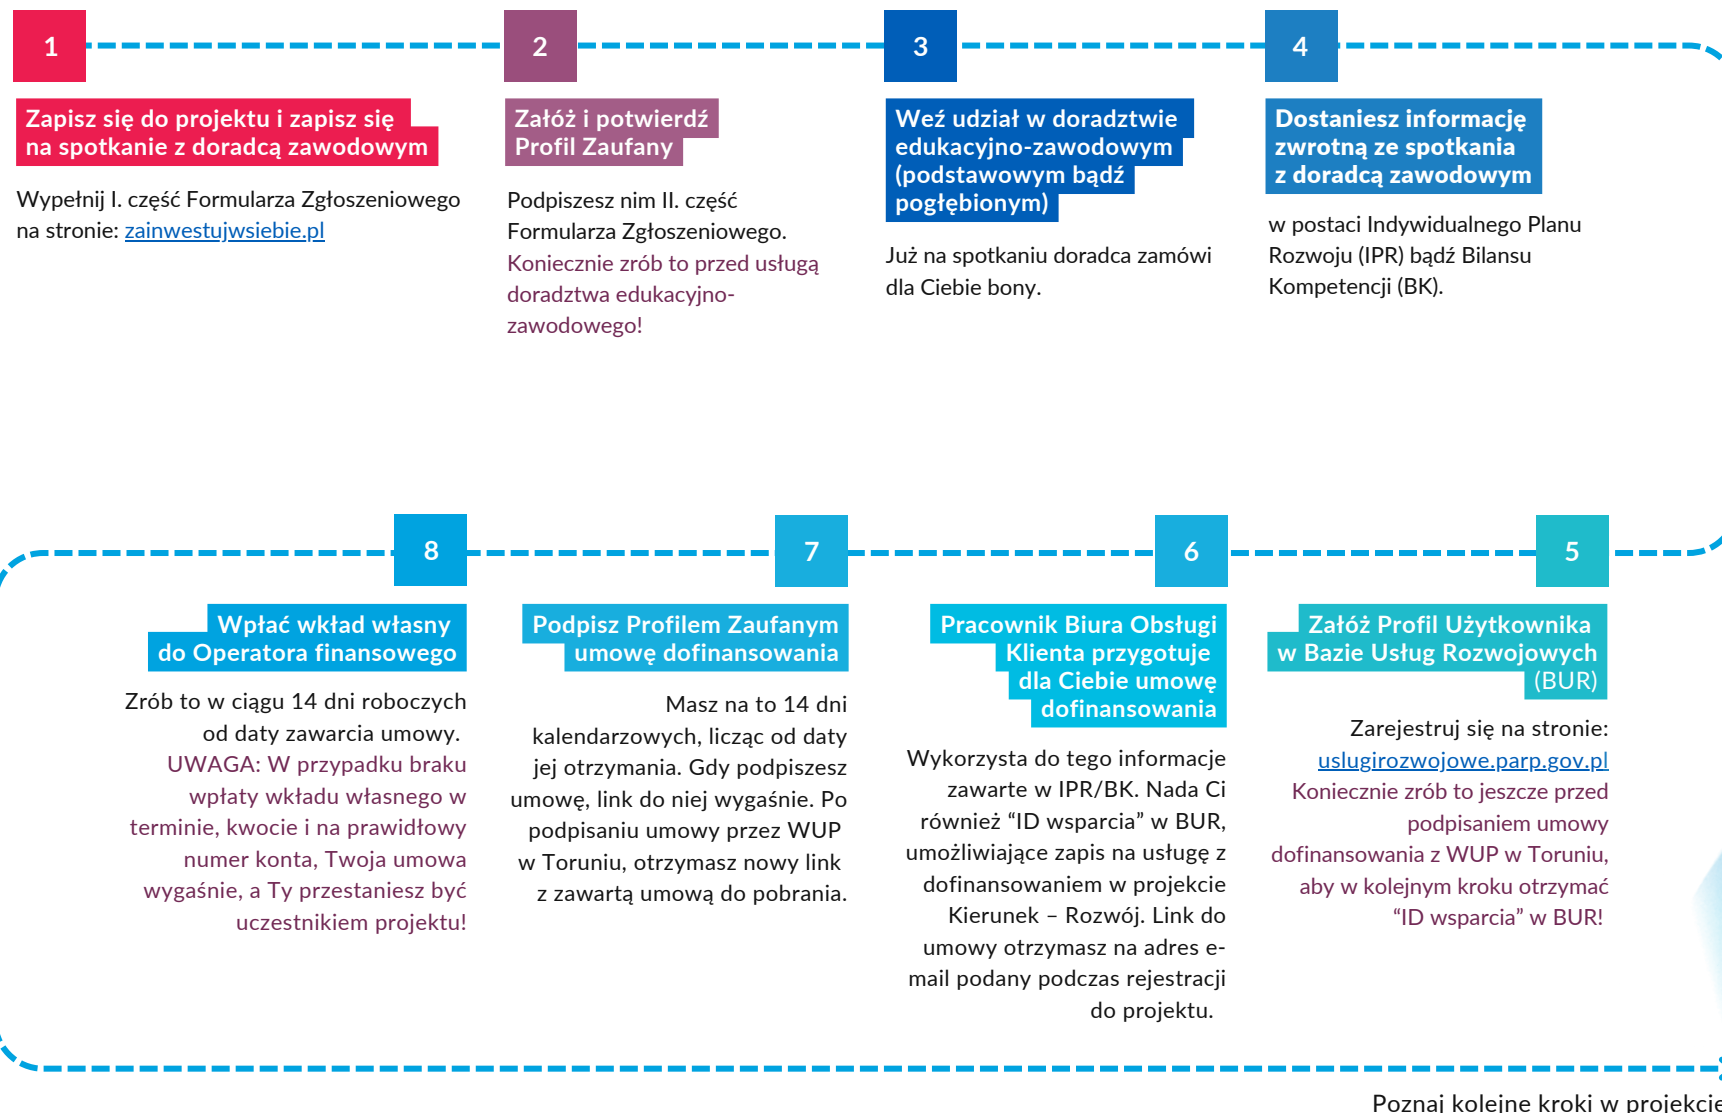 1
Zapisz się do projektu i zapisz się
na spotkanie z doradcą zawodowym
Wypełnij I. część Formularza Zgłoszeniowego
na stronie: zainwestujwsiebie.pl
2
Załóż i potwierdź
Profil Zaufany
Podpiszesz nim II. część
Formularza Zgłoszeniowego.
Koniecznie zrób to przed usługą
doradztwa edukacyjno-
zawodowego!
3
Weź udział w doradztwie
edukacyjno-zawodowym
(podstawowym bądź
pogłębionym)
Już na spotkaniu doradca zamówi
dla Ciebie bony.
4
Dostaniesz informację
zwrotną ze spotkania
z doradcą zawodowym
w postaci Indywidualnego Planu
Rozwoju (IPR) bądź Bilansu
Kompetencji (BK).
5
Załóż Profil Użytkownika
w Bazie Usług Rozwojowych
(BUR)
Zarejestruj się na stronie:
uslugirozwojowe.parp.gov.pl
Koniecznie zrób to jeszcze przed
podpisaniem umowy
dofinansowania z WUP w Toruniu,
aby w kolejnym kroku otrzymać
“ID wsparcia” w BUR!
6
Pracownik Biura Obsługi
Klienta przygotuje
dla Ciebie umowę
dofinansowania
Wykorzysta do tego informacje
zawarte w IPR/BK. Nada Ci
również “ID wsparcia” w BUR,
umożliwiające zapis na usługę z
dofinansowaniem w projekcie
Kierunek – Rozwój. Link do
umowy otrzymasz na adres e-
mail podany podczas rejestracji
do projektu.
7
Podpisz Profilem Zaufanym
umowę dofinansowania
Masz na to 14 dni
kalendarzowych, licząc od daty
jej otrzymania. Gdy podpiszesz
umowę, link do niej wygaśnie. Po
podpisaniu umowy przez WUP
w Toruniu, otrzymasz nowy link
z zawartą umową do pobrania.
8
Wpłać wkład własny
do Operatora finansowego
Zrób to w ciągu 14 dni roboczych
od daty zawarcia umowy.
UWAGA: W przypadku braku
wpłaty wkładu własnego w
terminie, kwocie i na prawidłowy
numer konta, Twoja umowa
wygaśnie, a Ty przestaniesz być
uczestnikiem projektu!
Poznaj kolejne kroki w projekcie